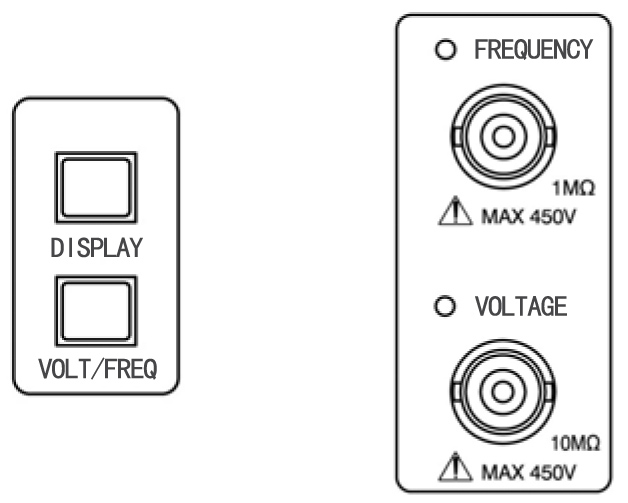 DISPLAY
VOLT/FREQ
FREQUENCY
1MΩ
MAX 450V
VOLTAGE
10MΩ
MAX 450V